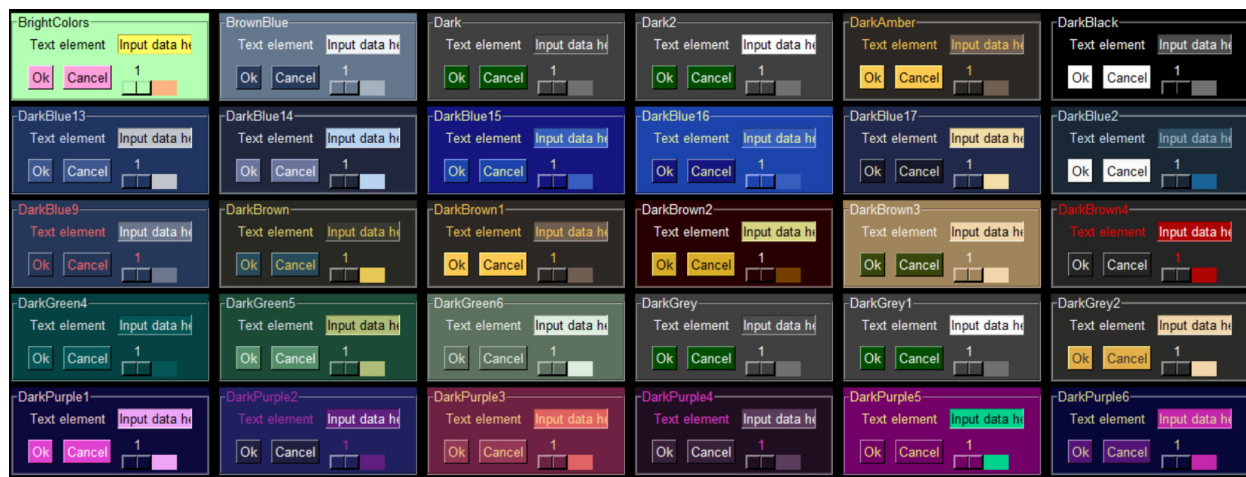 BrightColors BrownBlue Dark Dark2 DarkAmber DarkBlack
Text element Input data he Text element Input data he Text element Input data he Text element Input data he Text element Input data he Text element Input data he
1 1 1 1 1 1
Ok Cancel Ok Cancel Ok Cancel Ok Cancel Ok Cancel Ok Cancel
DarkBlue13 DarkBlue14 DarkBlue15 DarkBlue16 DarkBlue17 DarkBlue2
Text element Input data he Text element Input data he Text element Input data he Text element Input data he Text element Input data he Text element Input data he
1 1 1 1 1 1
Ok Cancel Ok Cancel Ok Cancel Ok Cancel Ok Cancel Ok Cancel
DarkBlue9 DarkBrown DarkBrown1 DarkBrown2 DarkBrown3 DarkBrown4
Text element Input data he Text element Input data he Text element Input data he Text element Input data he Text element Input data he Text element Input data he
1 1 1 1 1 1
Ok Cancel Ok Cancel Ok Cancel Ok Cancel Ok Cancel Ok Cancel
DarkGreen4 DarkGreen5 DarkGreen6 DarkGrey DarkGrey1 DarkGrey2
Text element Input data he Text element Input data he Text element Input data he Text element Input data he Text element Input data he Text element Input data he
1 1 1 1 1 1
Ok Cancel Ok Cancel Ok Cancel Ok Cancel Ok Cancel Ok Cancel
DarkPurple1 DarkPurple2 DarkPurple3 DarkPurple4 DarkPurple5 DarkPurple6
Text element Input data he Text element Input data he Text element Input data he Text element Input data he Text element Input data he Text element Input data he
1 1 1 1 1 1
Ok Cancel Ok Cancel Ok Cancel Ok Cancel Ok Cancel Ok Cancel